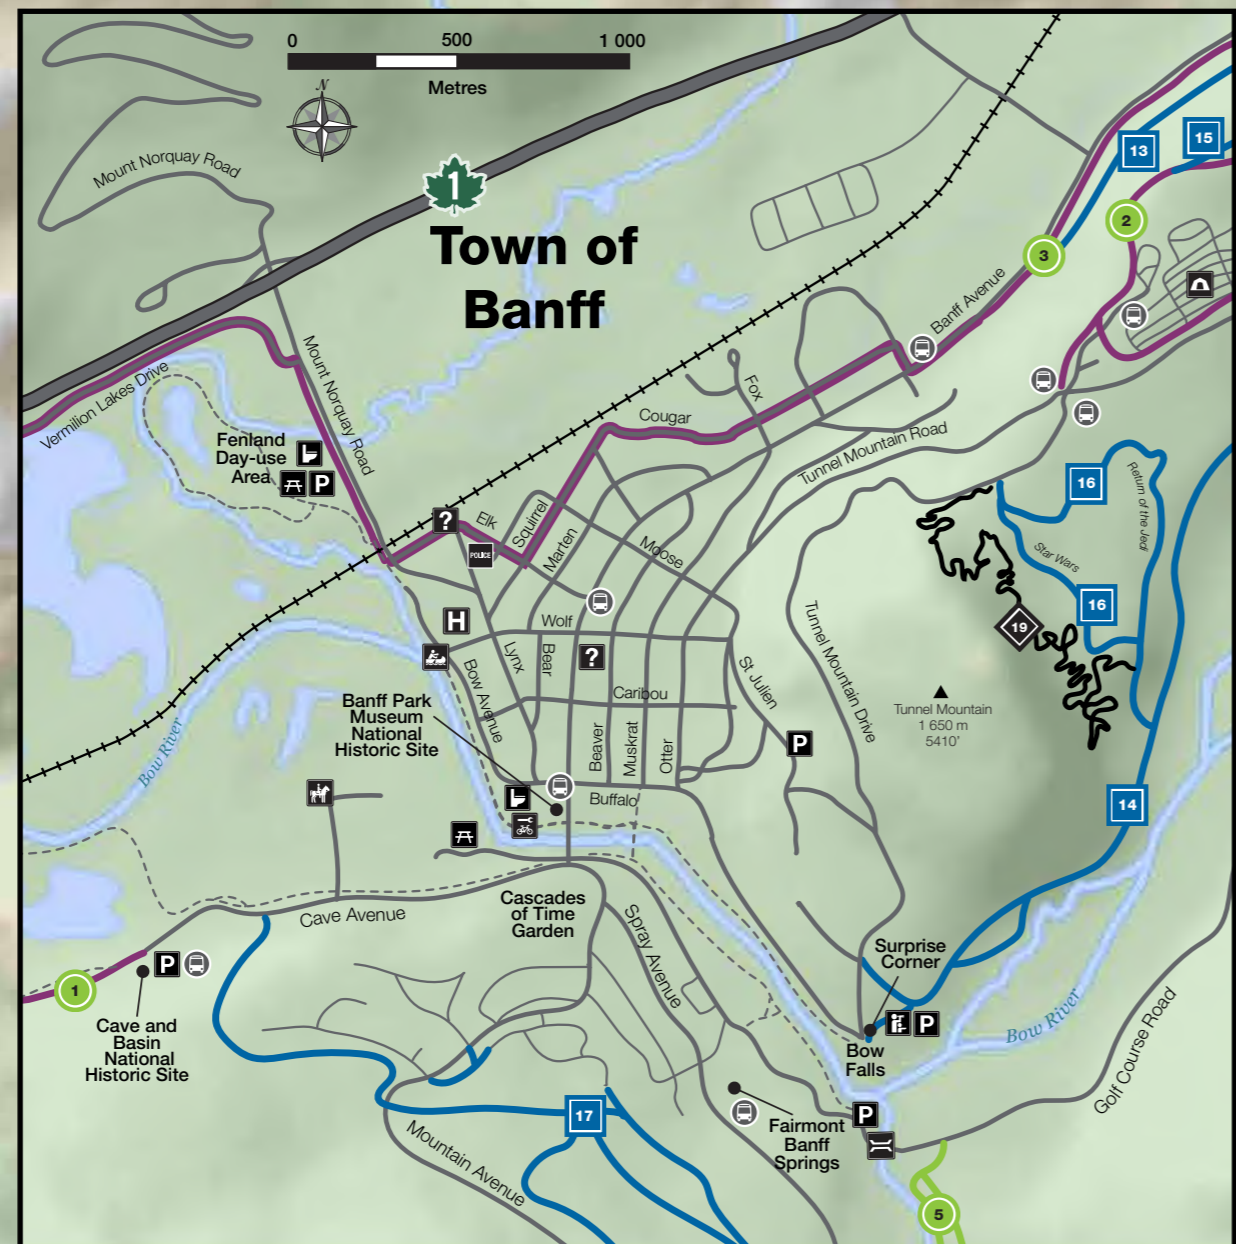 0 500 1 000
Metres
N
Mount Norquay Road
1
Town of
Banff
13
15
2
3
Banff Avenue
Vermilion Lakes Drive
Mount Norquay Road
Fenland
Day-use
Area
P
Fox
Cougar
Tunnel Mountain Road
?
Elk
POLICE
Squirrel
Marten
Moose
16
Return of the Jedi
Star Wars
16
19
H
Wolf
Lynx
Bear
?
Bow Avenue
Caribou
St Julien
Tunnel Mountain Drive
Tunnel Mountain
1 650 m
5410'
Banff Park
Museum
National
Historic Site
Beaver
Muskrat
Otter
P
Bow River
Buffalo
14
Cave Avenue
Cascades
of Time
Garden
Spray Avenue
Surprise
Corner
P
Bow River
Golf Course Road
1
P
Cave and
Basin
National
Historic Site
Bow
Falls
17
Mountain Avenue
P
Fairmont
Banff
Springs
5